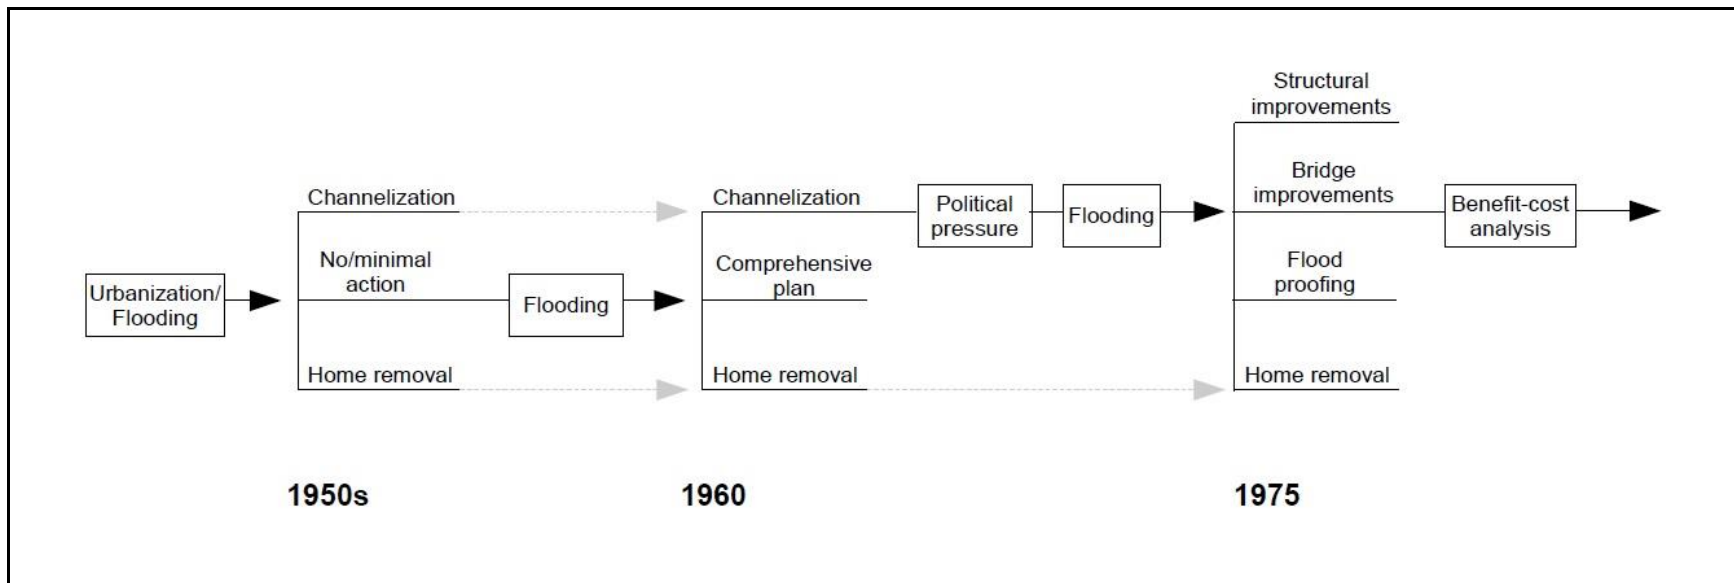 Urbanization/
Flooding
Channelization
No/minimal
action
Home removal
Flooding
Channelization
Comprehensive
plan
Home removal
Political
pressure
Flooding
Structural
improvements
Bridge
improvements
Flood
proofing
Home removal
Benefit-cost
analysis
1950s
1960
1975